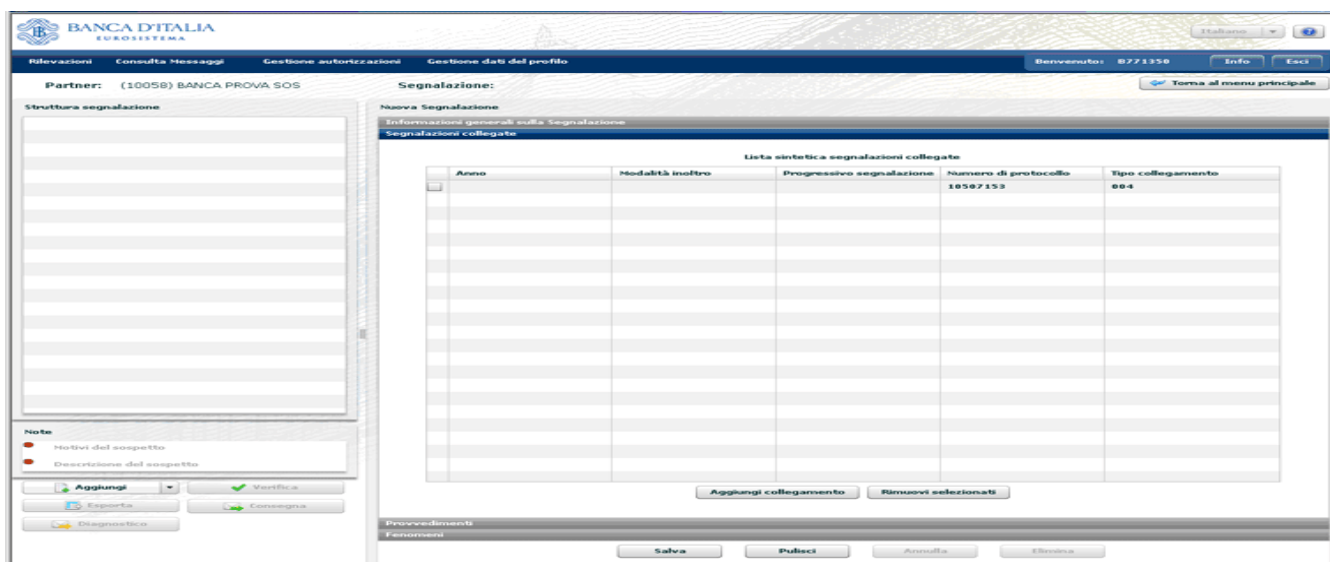 BANCA D'ITALIA
EUROSISTEMA
Italiano
Rilevazioni Consulta Messaggi Gestione autorizzazioni Gestione dati del profilo Benvenuto: B771350 Info Esci
Partner: (10058) BANCA PROVA SOS Segnalazione: Torna al menu principale
Struttura segnalazione
Nuova Segnalazione
Informazioni generali sulla Segnalazione
Segnalazioni collegate
Lista sintetica segnalazioni collegate
Anno Modalità inoltro Progressivo segnalazione Numero di protocollo Tipo collegamento
10507153 004
Note
Motivi del sospetto
Descrizione del sospetto
Aggiungi Verifica
Esporta Consegna
Diagnostico
Aggiungi collegamento Rimuovi selezionati
Provvedimenti
Fenomeni
Salva Pulisci Annulla Elimina